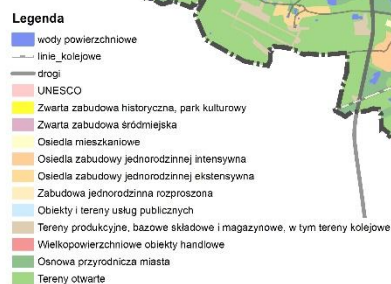 Legenda
wody powierzchniowe
linie_kolejowe
drogi
UNESCO
Zwarta zabudowa historyczna, park kulturowy
Zwarta zabudowa śródmiejska
Osiedla mieszkaniowe
Osiedla zabudowy jednorodzinnej intensywna
Osiedla zabudowy jednorodzinnej ekstensywna
Zabudowa jednorodzinna rozproszona
Obiekty i tereny usług publicznych
Tereny produkcyjne, bazowe składowe i magazynowe, w tym tereny kolejowe
Wielkopowierzchniowe obiekty handlowe
Osnowa przyrodnicza miasta
Tereny otwarte